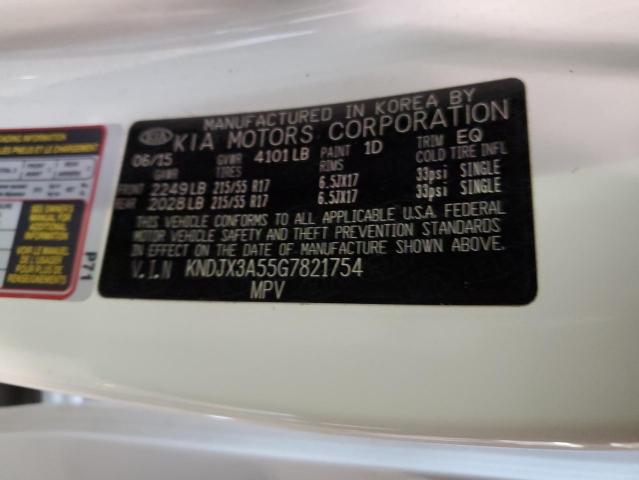 MANUFACTURED IN KOREA BY
KIA KIA MOTORS CORPORATION
06/15 GVWR 4101LB PAINT 1D TRIM EQ
GAWR TIRES RIMS COLD TIRE INFL
FRONT 2249LB 215/55 R17 6.5JX17 33psi SINGLE
REAR 2028LB 215/55 R17 6.5JX17 33psi SINGLE
THIS VEHICLE CONFORMS TO ALL APPLICABLE U.S.A. FEDERAL
MOTOR VEHICLE SAFETY AND THEFT PREVENTION STANDARDS
IN EFFECT ON THE DATE OF MANUFACTURE SHOWN ABOVE.
V.I.N KNDJX3A55G7821754
MPV
P71